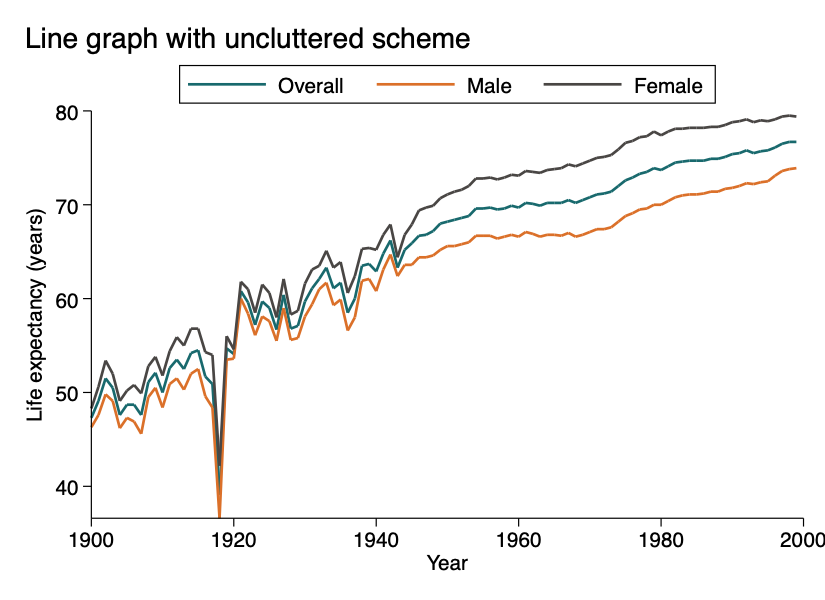 Line graph with uncluttered scheme
Overall Male Female
80
70
60
50
40
Life expectancy (years)
1900 1920 1940 1960 1980 2000
Year